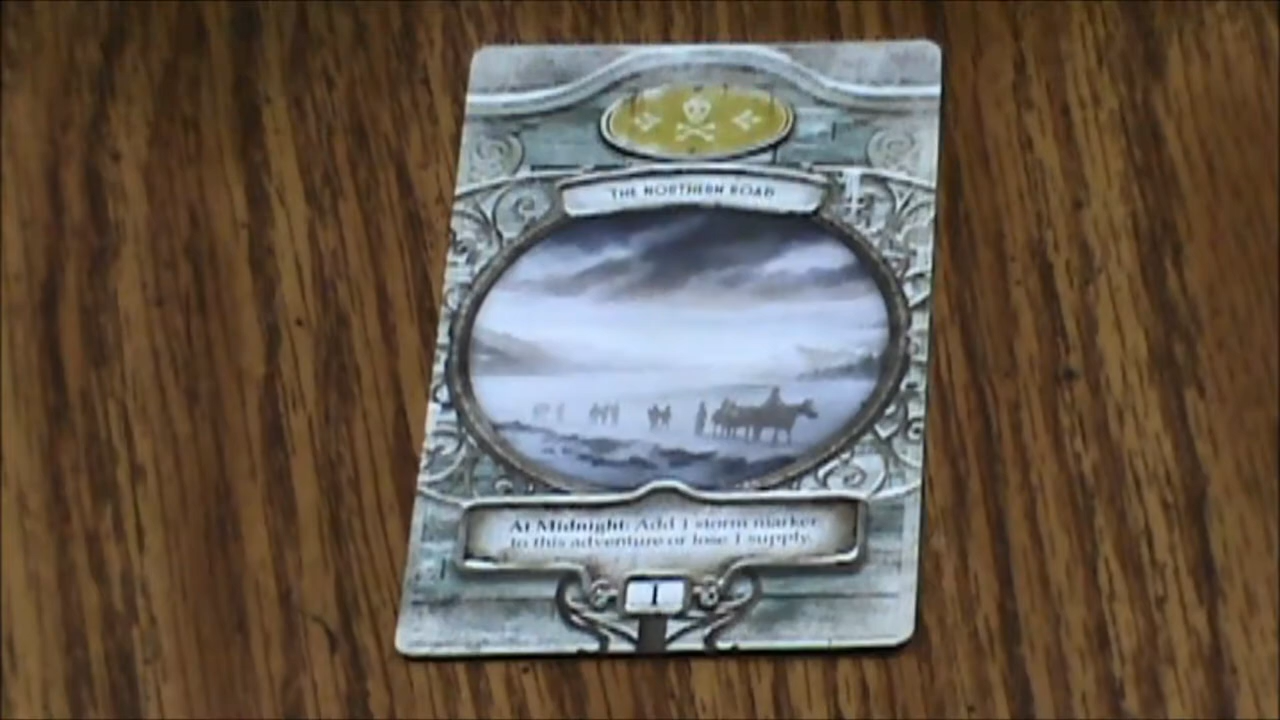 THE NORTHERN ROAD
At Midnight: Add 1 storm marker
to this adventure or lose 1 supply.
1